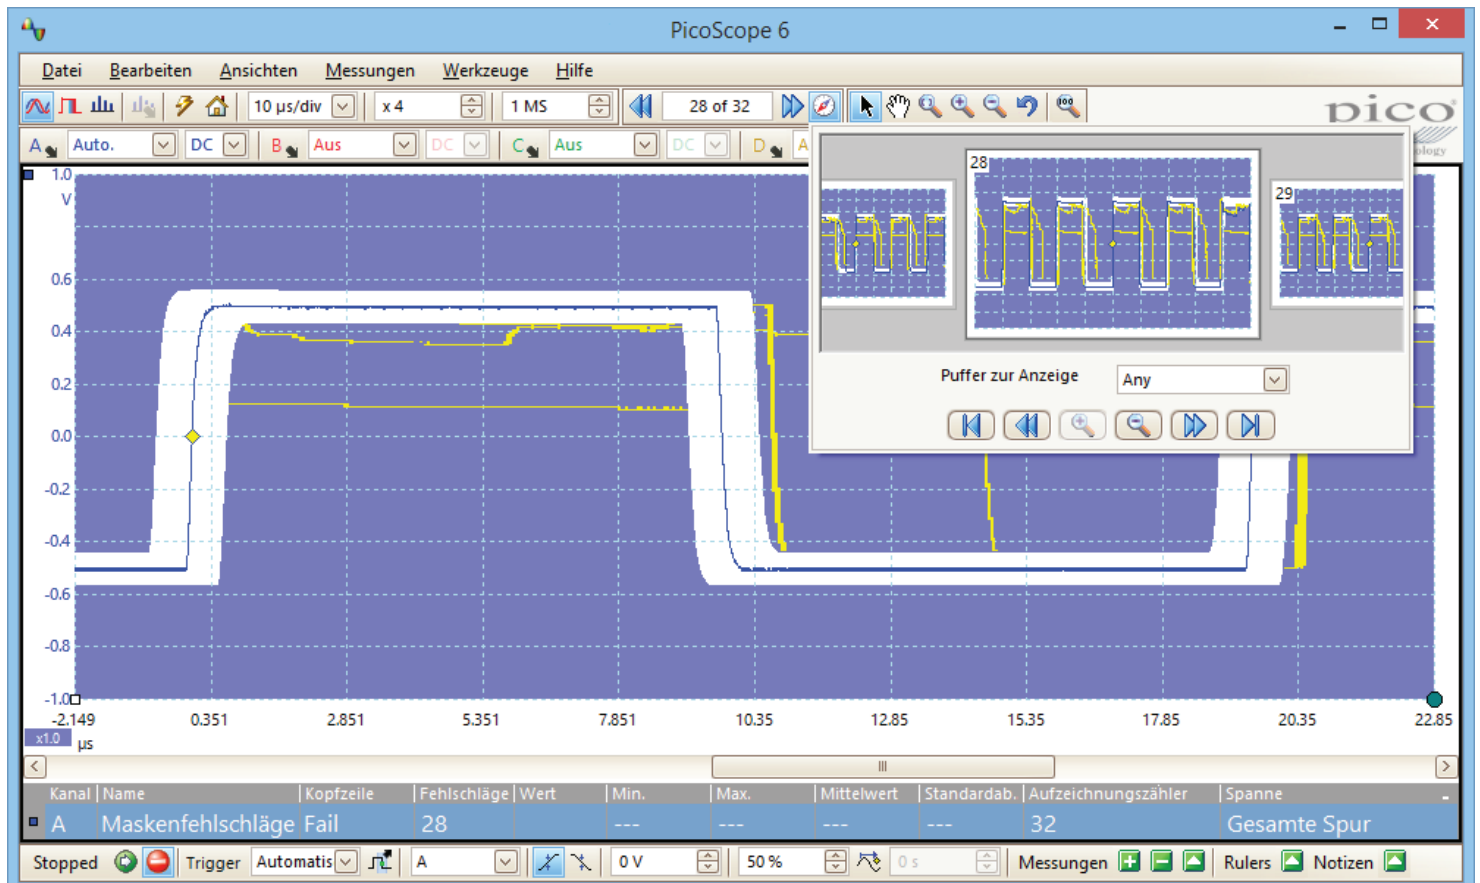 PicoScope 6
Datei Bearbeiten Ansichten Messungen Werkzeuge Hilfe
10 µs/div x 4 1 MS 28 of 32
pico
A Auto. DC B Aus DC C Aus DC D A
ology
28
29
Puffer zur Anzeige Any
1.0
V
0.6
0.4
0.2
0.0
-0.2
-0.4
-0.6
-0.8
-1.0
-2.149 0.351 2.851 5.351 7.851 10.35 12.85 15.35 17.85 20.35 22.85
x1.0 µs
Kanal Name Kopfzeile Fehlschläge Wert Min. Max. Mittelwert Standardab. Aufzeichnungszähler Spanne
A Maskenfehlschläge Fail 28 --- --- --- --- 32 Gesamte Spur
Stopped Trigger Automatis A 0 V 50 % 0 s Messungen Rulers Notizen